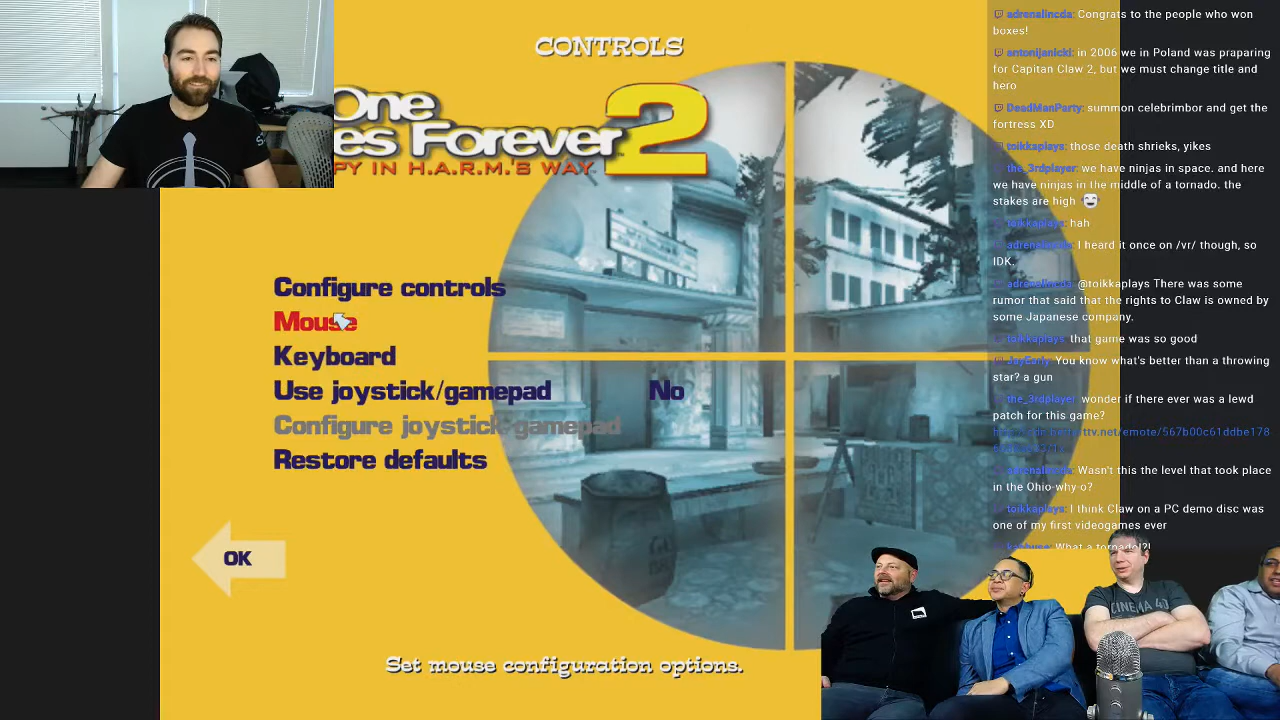 CONTROLS
One
es Forever 2
PY IN H.A.R.M.'S WAY
Configure controls
Mouse
Keyboard
Use joystick/gamepad No
Configure joystick gamepad
Restore defaults
OK
Set mouse configuration options.
adrenalincda: Congrats to the people who won
boxes!
antonijanicki: in 2006 we in Poland was praparing
for Capitan Claw 2, but we must change title and
hero
DeadManParty: summon celebrimbor and get the
fortress XD
toikkaplays: those death shrieks, yikes
the_3rdplayer: we have ninjas in space. and here
we have ninjas in the middle of a tornado. the
stakes are high
toikkaplays: hah
adrenalincda: I heard it once on /vr/ though, so
IDK.
adrenalincda: @toikkaplays There was some
rumor that said that the rights to Claw is owned by
some Japanese company.
toikkaplays: that game was so good
JayEarly: You know what's better than a throwing
star? a gun
the_3rdplayer: wonder if there ever was a lewd
patch for this game?
adrenalincda: Wasn't this the level that took place
in the Ohio-why o?
toikkaplays: I think Claw on a PC demo disc was
one of my first videogames ever
What a tornado!?!
CINEMA 4D